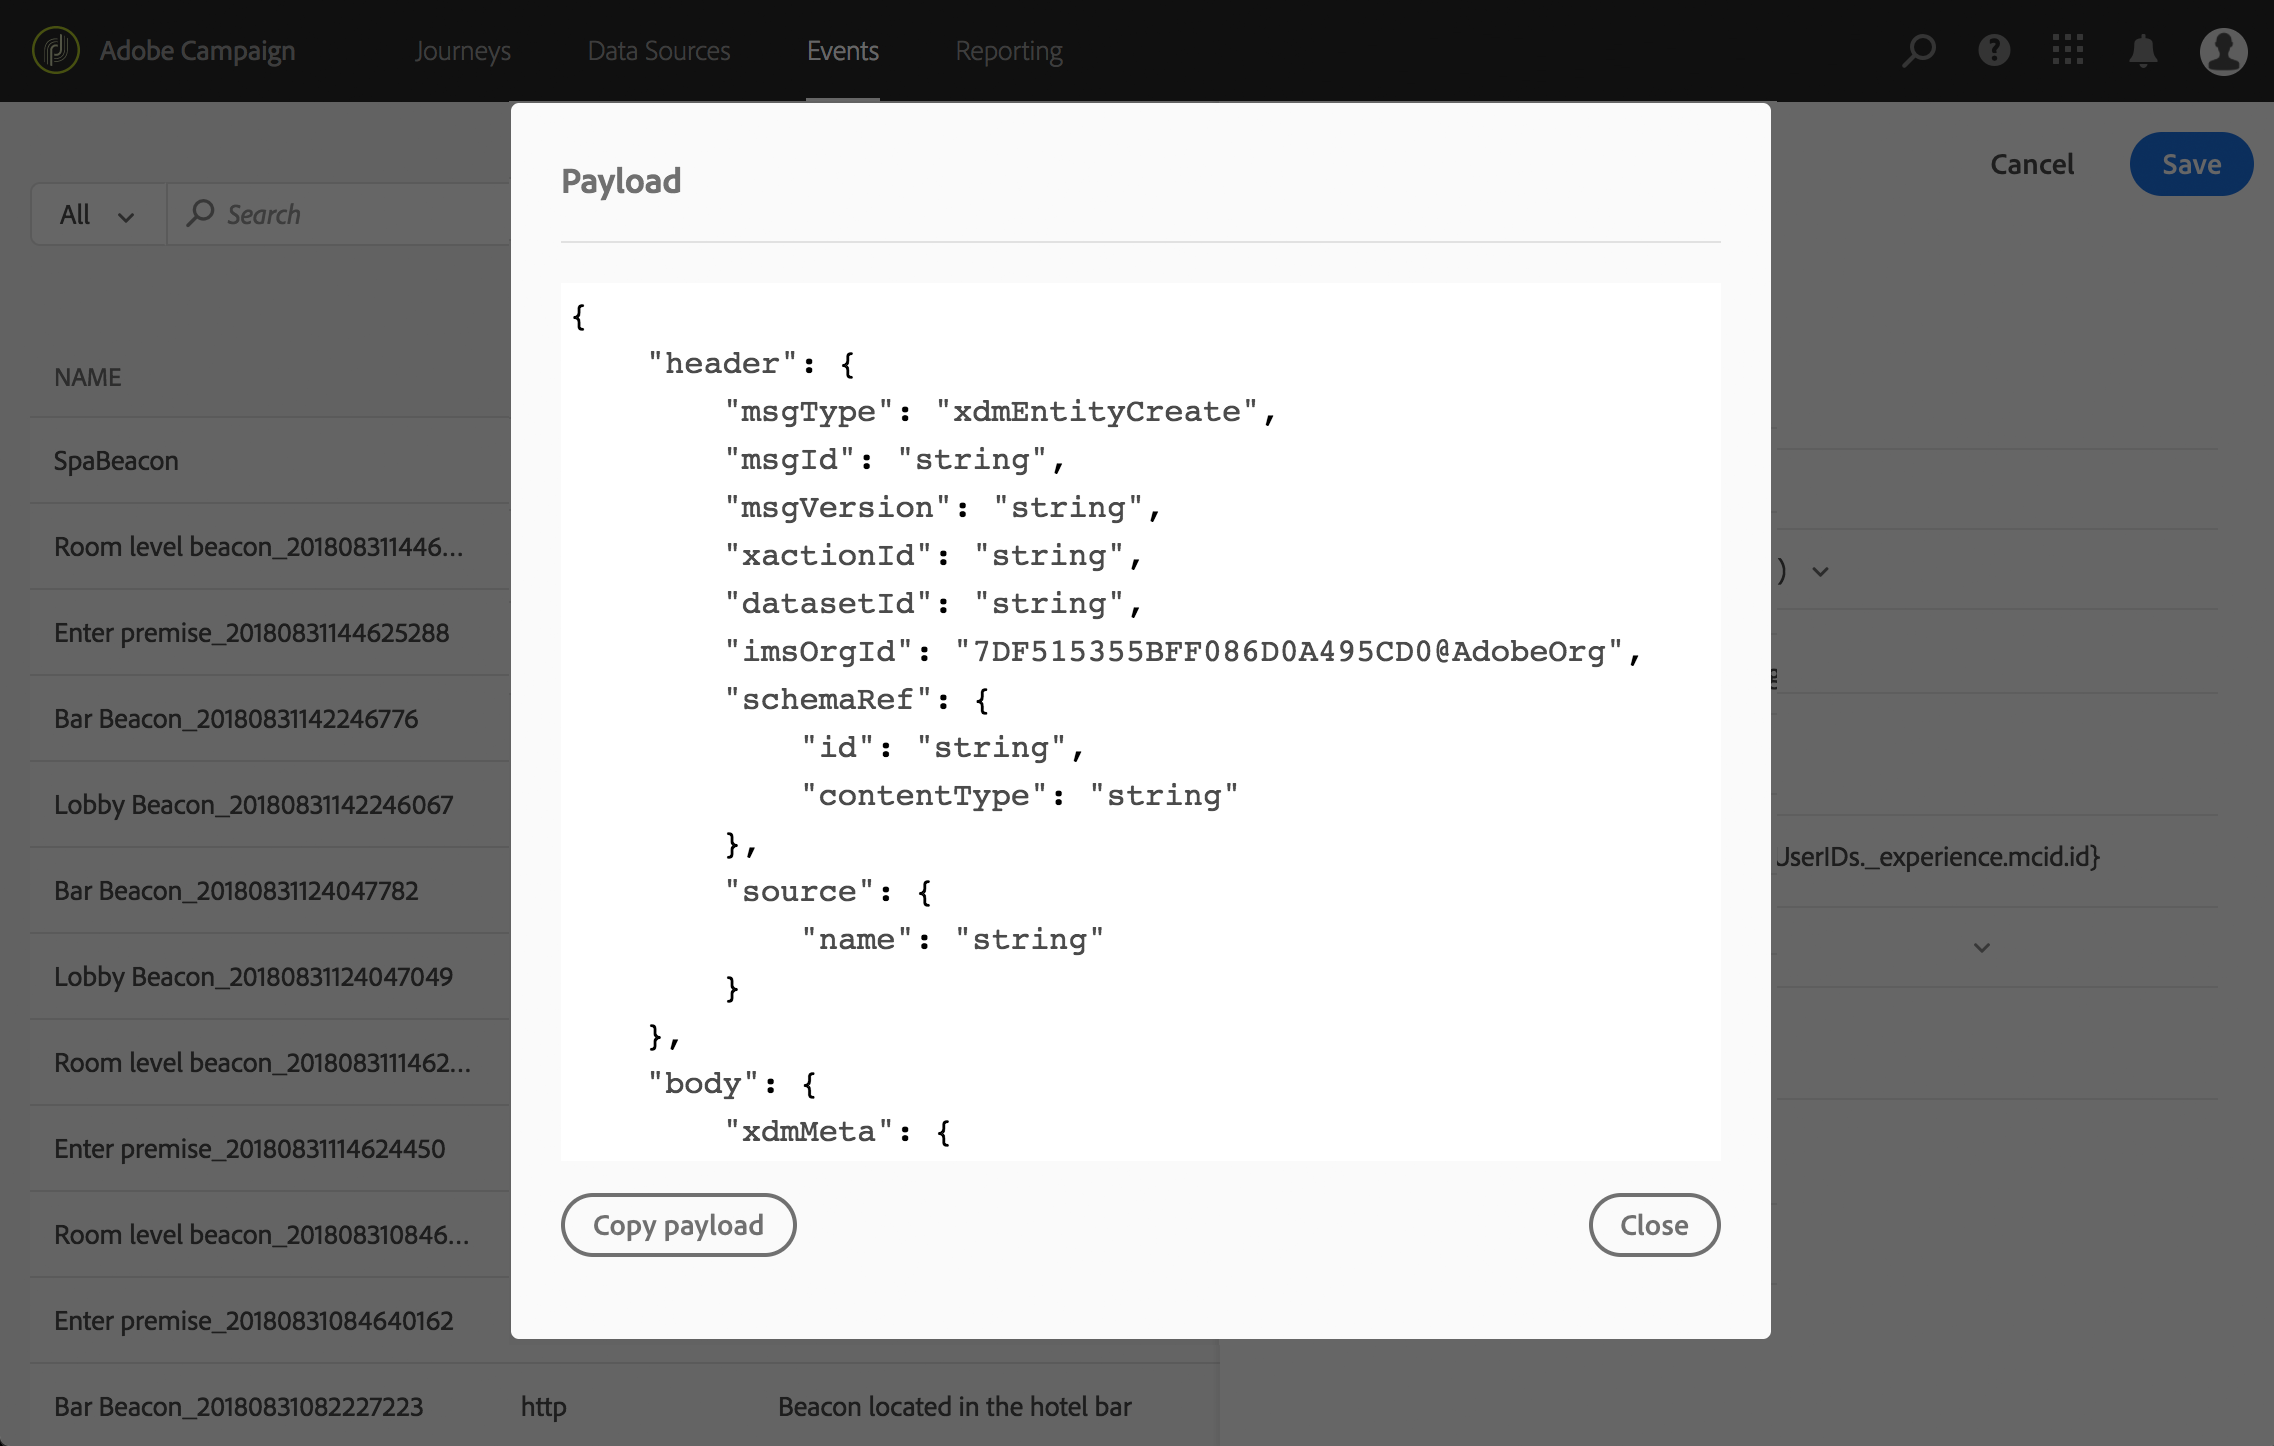 Adobe Campaign
Journeys
Data Sources
Events
Reporting
Cancel
Save
All
Search
NAME
SpaBeacon
Room level beacon_201808311446...
Enter premise_20180831144625288
Bar Beacon_20180831142246776
Lobby Beacon_20180831142246067
Bar Beacon_20180831124047782
Lobby Beacon_20180831124047049
Room level beacon_2018083111462...
Enter premise_20180831114624450
Room level beacon_201808310846...
Enter premise_20180831084640162
Bar Beacon_20180831082227223 http Beacon located in the hotel bar
Payload
{
"header": {
"msgType": "xdmEntityCreate",
"msgId": "string",
"msgVersion": "string",
"xactionId": "string",
"datasetId": "string",
"imsOrgId": "7DF515355BFF086D0A495CD0@AdobeOrg",
"schemaRef": {
"id": "string",
"contentType": "string"
},
"source": {
"name": "string"
}
},
"body": {
"xdmMeta": {
Copy payload
Close
)
UserIDs._experience.mcid.id}